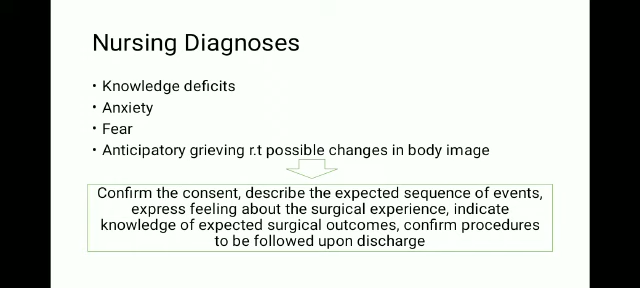 Nursing Diagnoses
• Knowledge deficits
• Anxiety
• Fear
• Anticipatory grieving r.t possible changes in body image
Confirm the consent, describe the expected sequence of events,
express feeling about the surgical experience, indicate
knowledge of expected surgical outcomes, confirm procedures
to be followed upon discharge